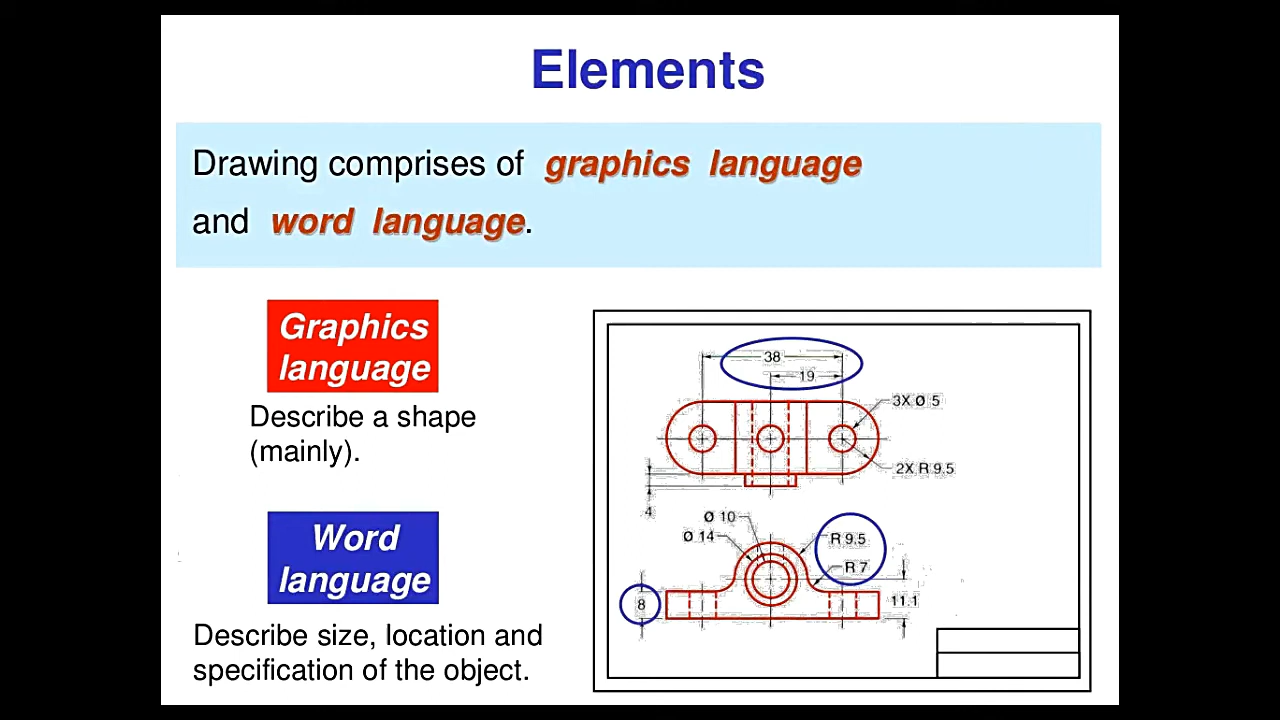 Elements
Drawing comprises of graphics language
and word language.
Graphics
language
Describe a shape
(mainly).
Word
language
Describe size, location and
specification of the object.
38
19
3X Ø 5
2X R 9.5
4
Ø 10
Ø 14
R 9.5
R 7
8
11.1